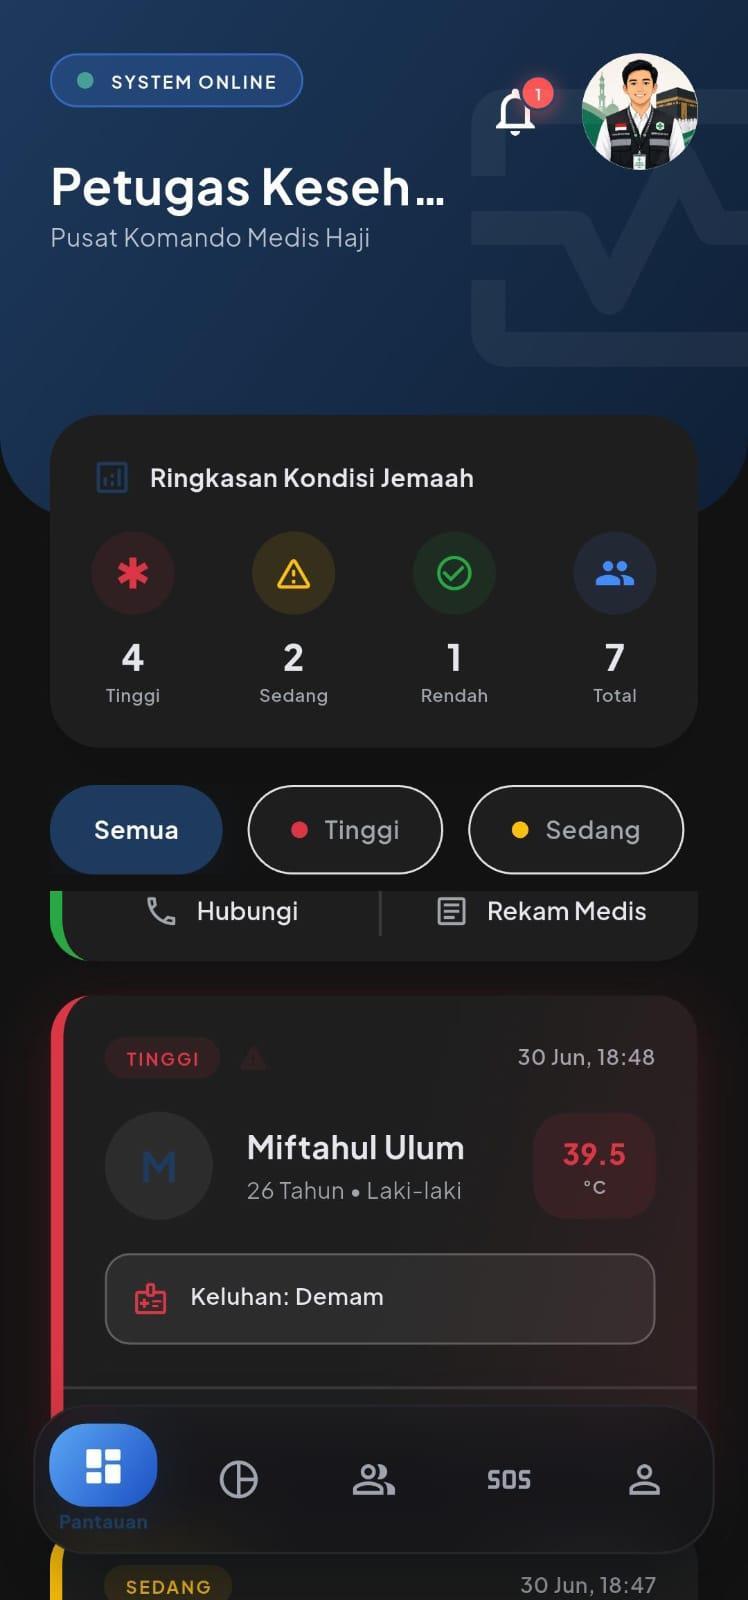 SYSTEM ONLINE
1
Petugas Keseh...
Pusat Komando Medis Haji
Ringkasan Kondisi Jemaah
4 2 1 7
Tinggi Sedang Rendah Total
Semua Tinggi Sedang
Hubungi Rekam Medis
TINGGI 30 Jun, 18:48
M
Miftahul Ulum
26 Tahun • Laki-laki
39.5
°C
Keluhan: Demam
SOS
Pantauan
SEDANG 30 Jun, 18:47